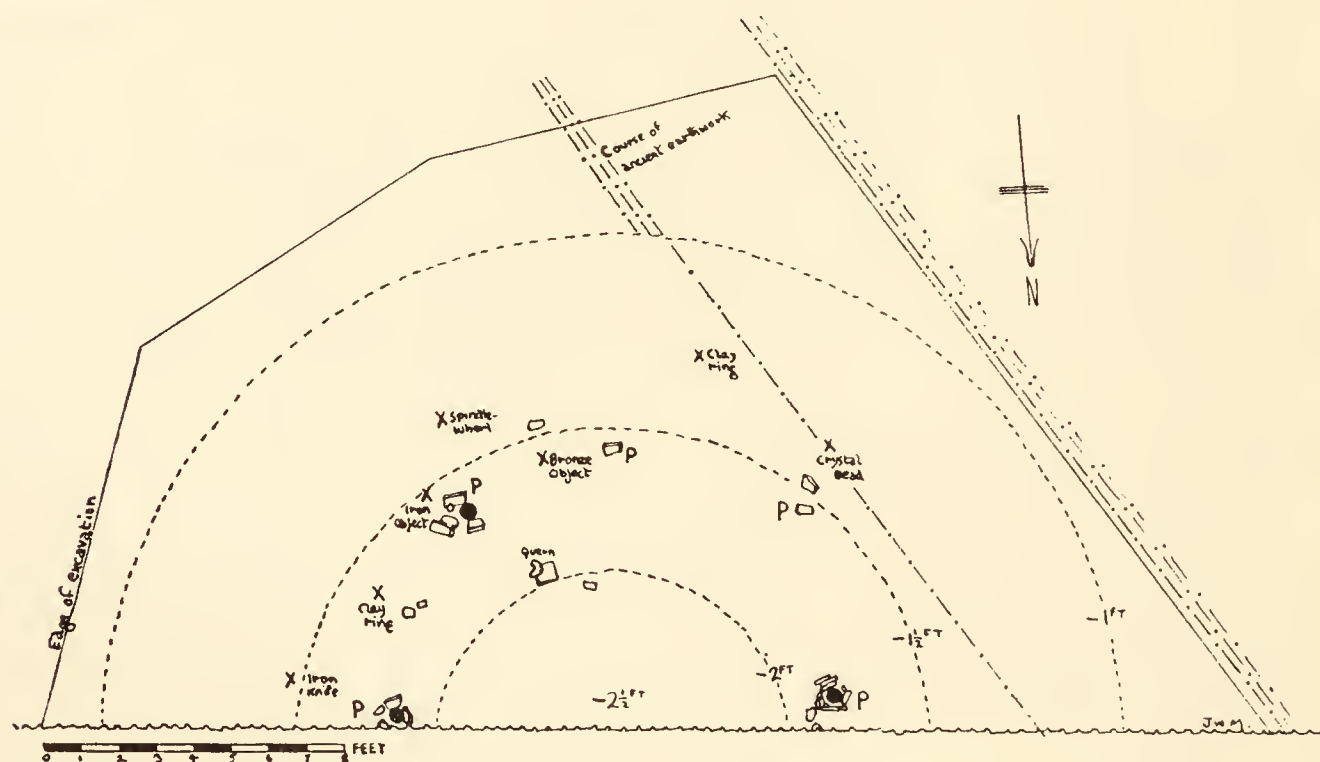 Course of
ancient earthwork
N
X Clay
ring
X Spindle-
whorl
X Bronze
Object
P
X
Crystal
Bead
P
X
Iron
Object
P
Quern
X
Clay
ring
Edge of excavation
-1 FT
-1½ FT
-2 FT
-2½ FT
X Iron
knife
P
P
J.W.M.
0 1 2 3 4 5 6 7 8 FEET